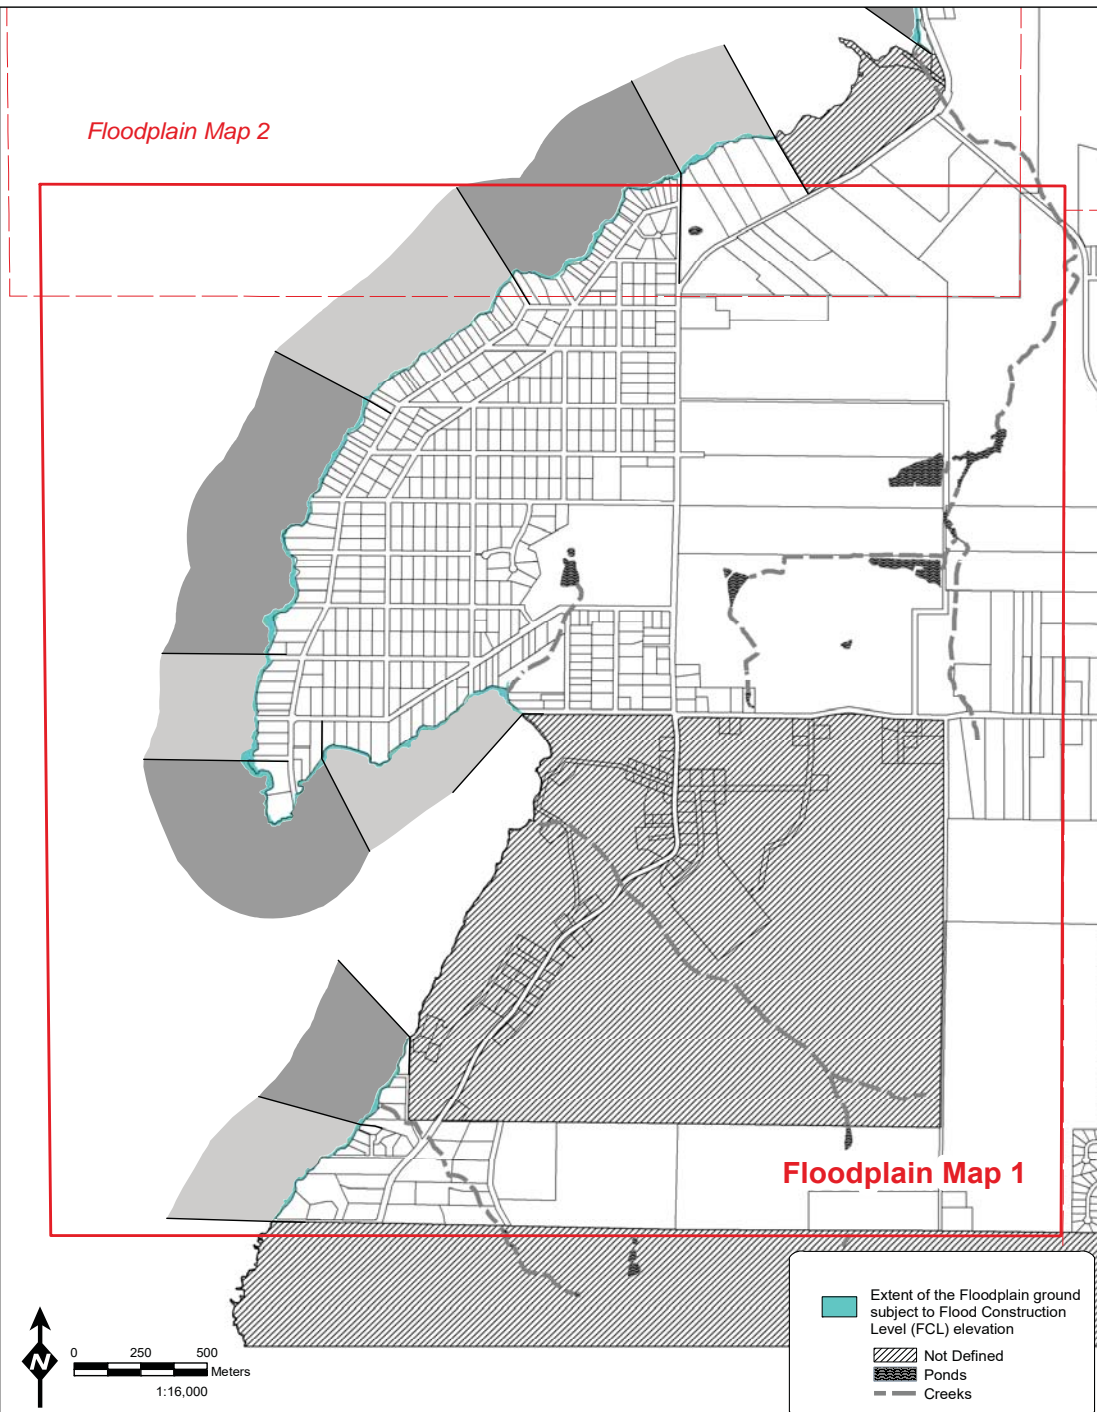 Floodplain Map 2
Floodplain Map 1
Extent of the Floodplain ground
subject to Flood Construction
Level (FCL) elevation
Not Defined
Ponds
Creeks
N
0 250 500
Meters
1:16,000